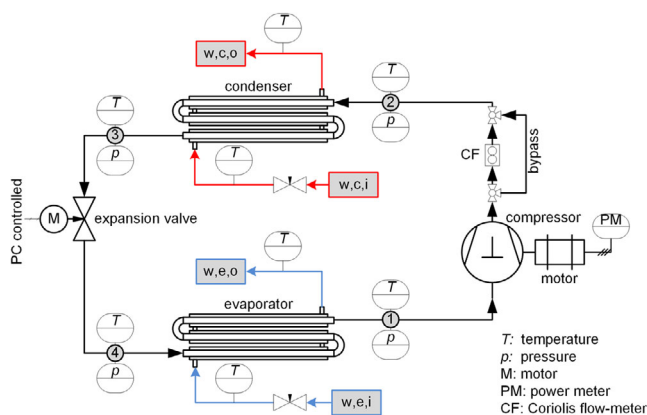 T
w,c,o
condenser
T
2
p
T
3
p
T
w,c,i
CF
bypass
PC controlled
M
expansion valve
compressor
PM
motor
T
w,e,o
evaporator
T
1
p
T
4
p
T
w,e,i
T: temperature
p: pressure
M: motor
PM: power meter
CF: Coriolis flow-meter